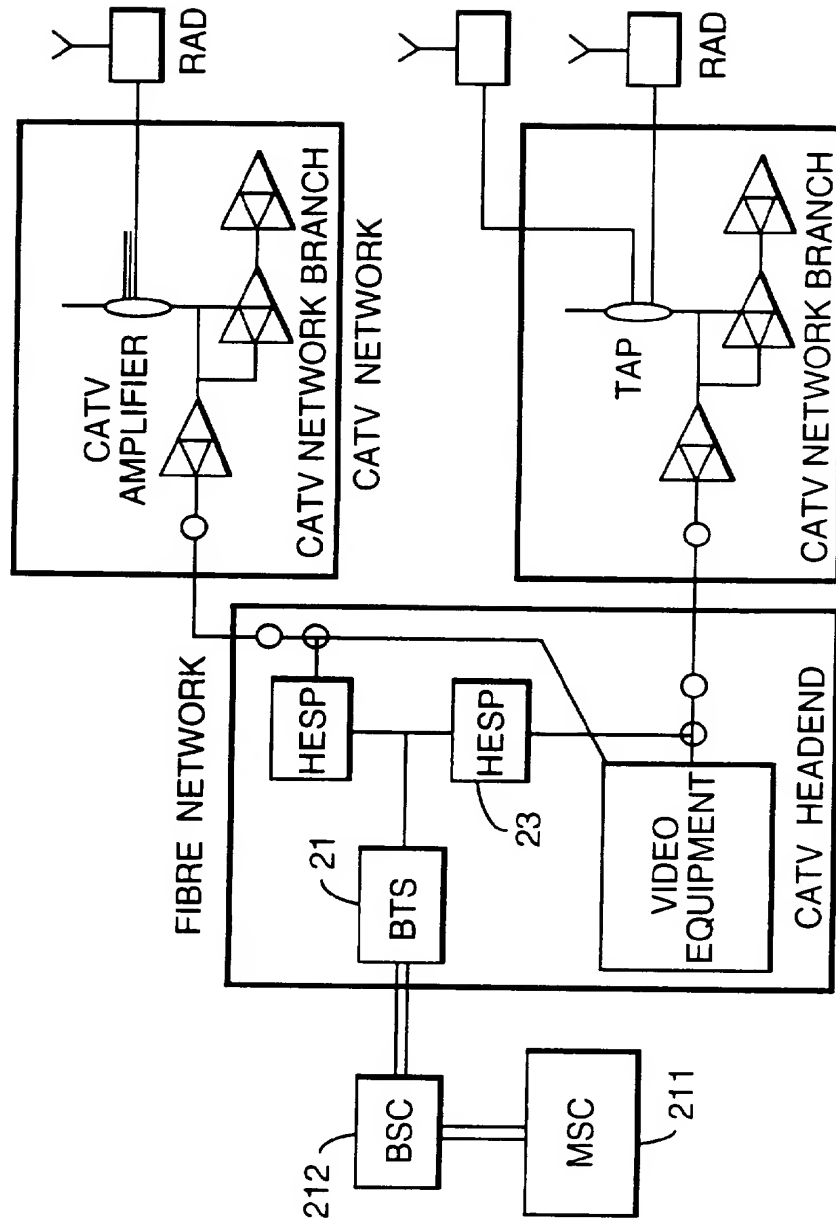 RAD
RAD
CATV
AMPLIFIER
CATV NETWORK BRANCH
CATV NETWORK
TAP
CATV NETWORK BRANCH
FIBRE NETWORK
HESP
HESP
23
21
BTS
VIDEO
EQUIPMENT
CATV HEADEND
212
BSC
MSC
211